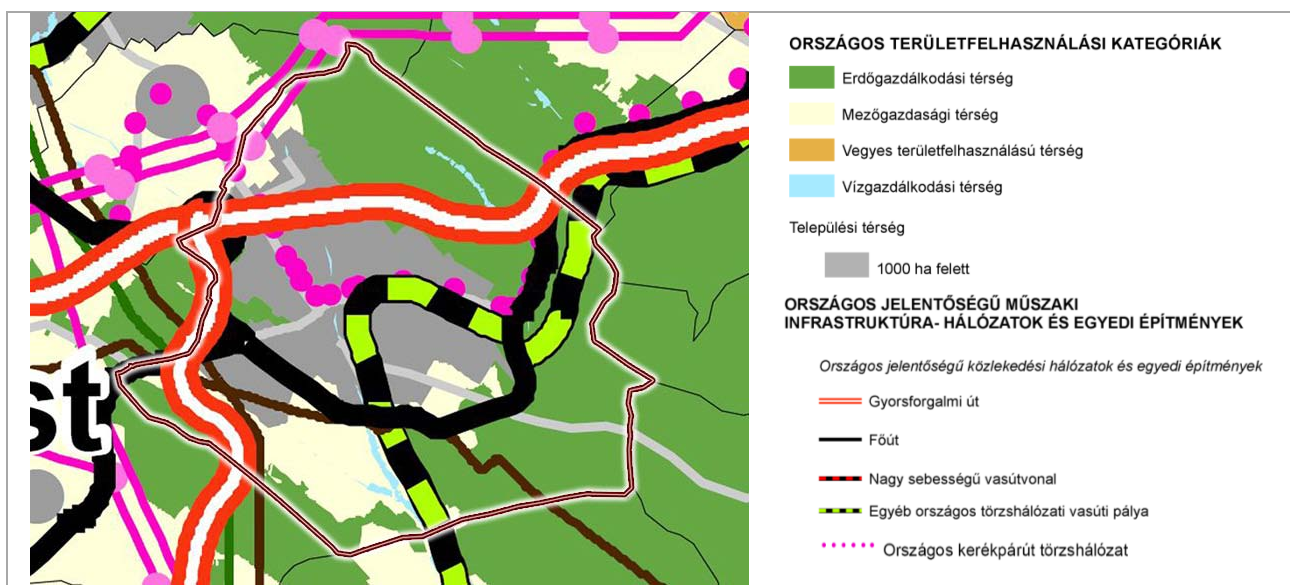 st
ORSZÁGOS TERÜLETFELHASZNÁLÁSI KATEGÓRIÁK
Erdőgazdálkodási térség
Mezőgazdasági térség
Vegyes területfelhasználású térség
Vízgazdálkodási térség
Települési térség
1000 ha felett
ORSZÁGOS JELENTŐSÉGŰ MŰSZAKI
INFRASTRUKTÚRA- HÁLÓZATOK ÉS EGYEDI ÉPÍTMÉNYEK
Országos jelentőségű közlekedési hálózatok és egyedi építmények
Gyorsforgalmi út
Főút
Nagy sebességű vasútvonal
Egyéb országos törzshálózati vasúti pálya
Országos kerékpárút törzshálózat